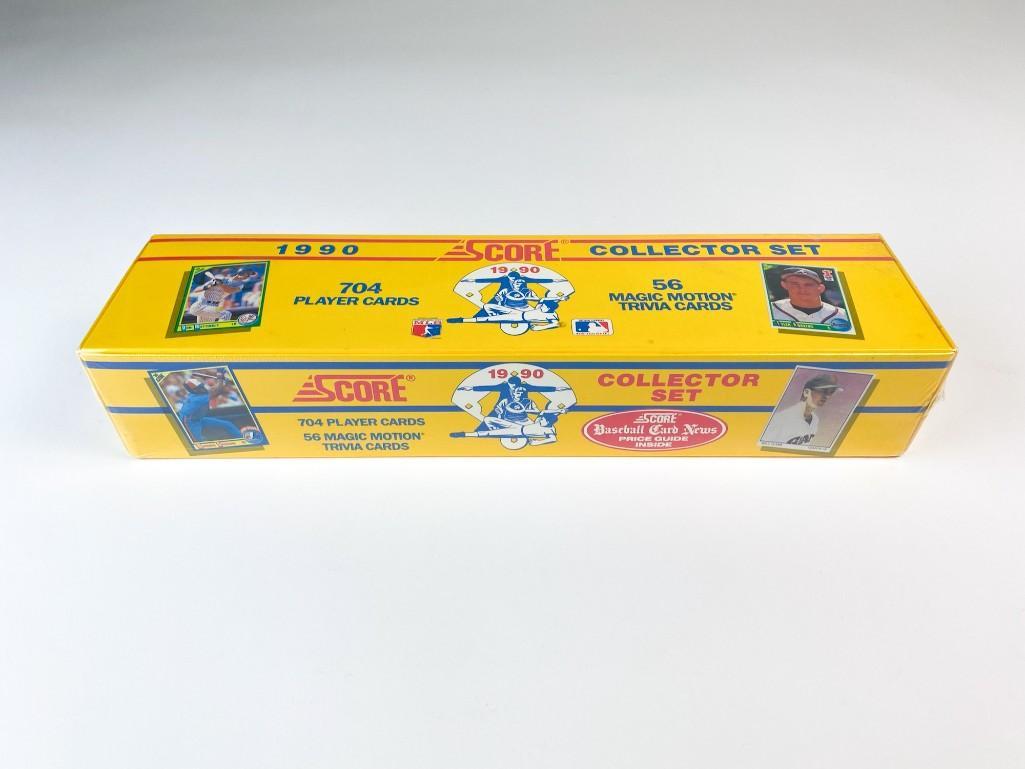 1990
SCORE®
COLLECTOR SET
704
PLAYER CARDS
1990
56
MAGIC MOTION
TRIVIA CARDS
SCORE®
704 PLAYER CARDS
56 MAGIC MOTION
TRIVIA CARDS
1990
COLLECTOR
SET
SCORE
Baseball Card News
PRICE GUIDE
INSIDE